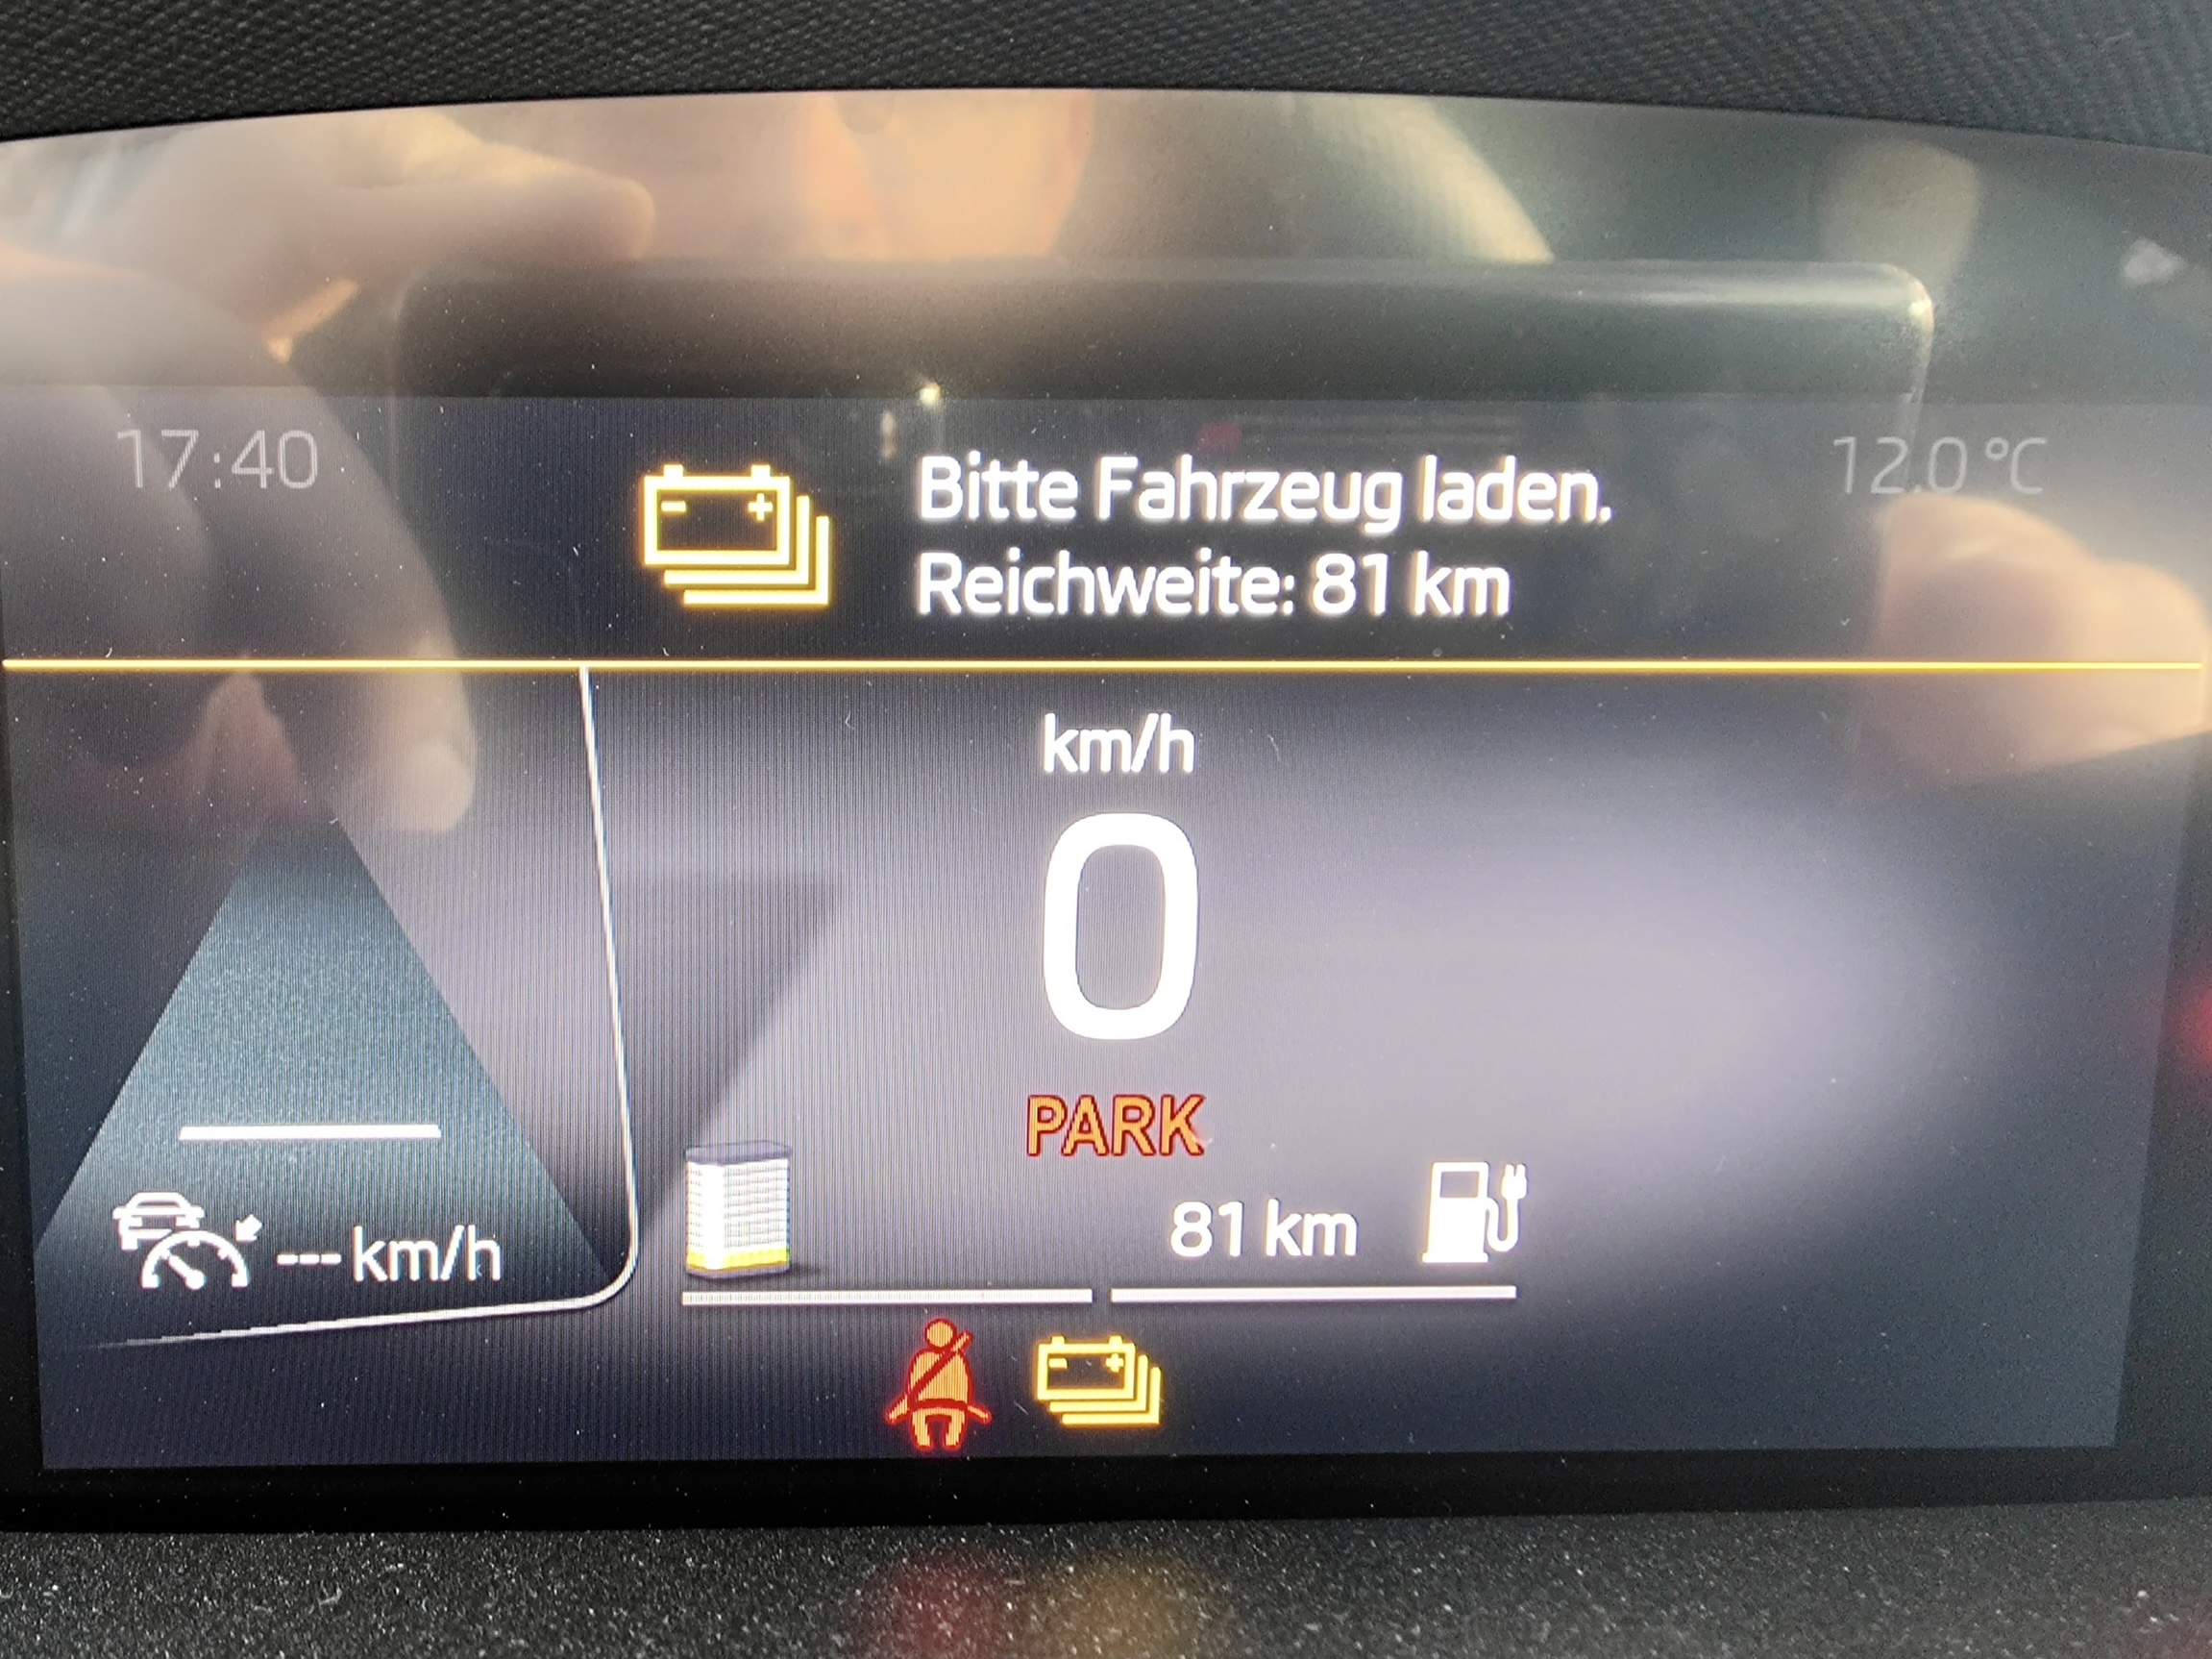 17:40
Bitte Fahrzeug laden.
Reichweite: 81 km
12.0 °C
km/h
0
PARK
81 km
---km/h